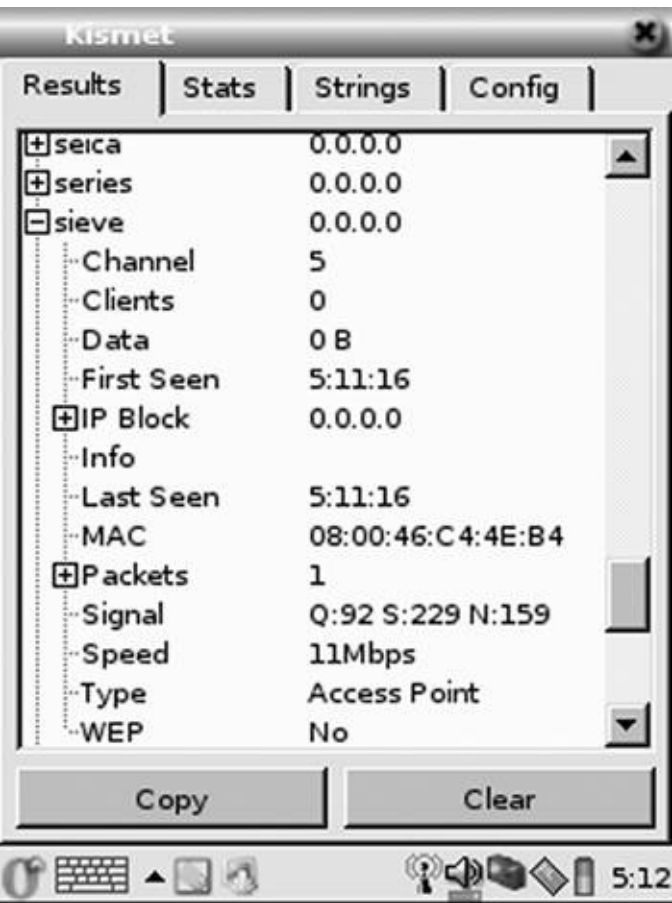 Kismet
Results Stats Strings Config
seica 0.0.0.0
series 0.0.0.0
sieve 0.0.0.0
Channel 5
Clients 0
Data 0 B
First Seen 5:11:16
IP Block 0.0.0.0
Info
Last Seen 5:11:16
MAC 08:00:46:C4:4E:B4
Packets 1
Signal Q:92 S:229 N:159
Speed 11Mbps
Type Access Point
WEP No
Copy Clear
5:12